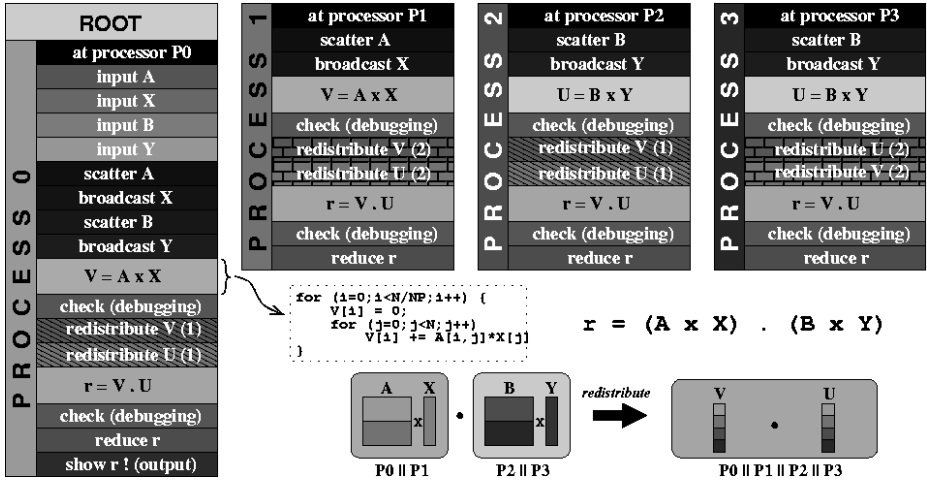 ROOT
PROCESS 0
at processor P0
input A
input X
input B
input Y
scatter A
broadcast X
scatter B
broadcast Y
V = A x X
check (debugging)
redistribute V (1)
redistribute U (1)
r = V . U
check (debugging)
reduce r
show r ! (output)
PROCESS 1
at processor P1
scatter A
broadcast X
V = A x X
check (debugging)
redistribute V (2)
redistribute U (2)
r = V . U
check (debugging)
reduce r
PROCESS 2
at processor P2
scatter B
broadcast Y
U = B x Y
check (debugging)
redistribute V (1)
redistribute U (1)
r = V . U
check (debugging)
reduce r
PROCESS 3
at processor P3
scatter B
broadcast Y
U = B x Y
check (debugging)
redistribute U (2)
redistribute V (2)
r = V . U
check (debugging)
reduce r
for (i=0;i<N/NP;i++) {
V[i] = 0;
for (j=0;j<N;j++)
V[i] += A[i,j]*X[j]
}
r = (A x X) . (B x Y)
A X B Y
x x
P0 || P1 P2 || P3
redistribute
V U
P0 || P1 || P2 || P3